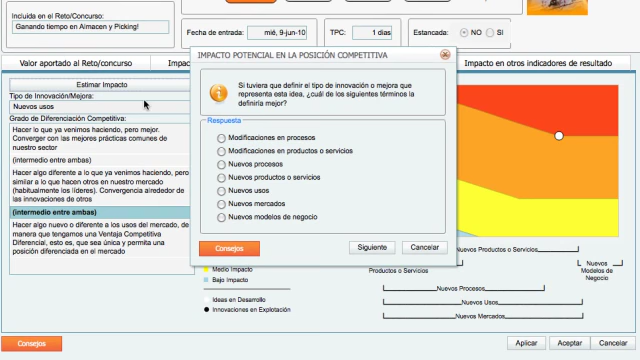 Incluida en el Reto/Concurso:
Ganando tiempo en Almacen y Picking!
Fecha de entrada:
mié, 9-jun-10
TPC:
1 dias
Estancada:
NO
SI
Valor aportado al Reto/concurso
Impac
Impacto en otros indicadores de resultado
Estimar Impacto
Tipo de Innovación/Mejora:
Nuevos usos
Grado de Diferenciación Competitiva:
Hacer lo que ya venimos haciendo, pero mejor.
Converger con las mejores prácticas comunes de
nuestro sector
(intermedio entre ambas)
Hacer algo diferente a lo que ya venimos haciendo, pero
similar a lo que hacen otros en nuestro mercado
(habitualmente los líderes). Convergencia alrededor de
las innovaciones de otros
(intermedio entre ambas)
Hacer algo nuevo o diferente a los usos del mercado, de
manera que tengamos una Ventaja Competitiva
Diferencial, esto es, que sea única y permita una
posición diferenciada en el mercado
IMPACTO POTENCIAL EN LA POSICIÓN COMPETITIVA
Si tuviera que definir el tipo de innovación o mejora que
representa esta idea, ¿cuál de los siguientes términos la
definiría mejor?
Respuesta
Modificaciones en procesos
Modificaciones en productos o servicios
Nuevos procesos
Nuevos productos o servicios
Nuevos usos
Nuevos mercados
Nuevos modelos de negocio
Consejos
Siguiente
Cancelar
Medio Impacto
Bajo Impacto
Ideas en Desarrollo
Innovaciones en Explotación
Nuevos Productos o Servicios
Productos o Servicios
Nuevos
Modelos de
Negocio
Nuevos Procesos
Nuevos Usos
Nuevos Mercados
Consejos
Aplicar
Aceptar
Cancelar